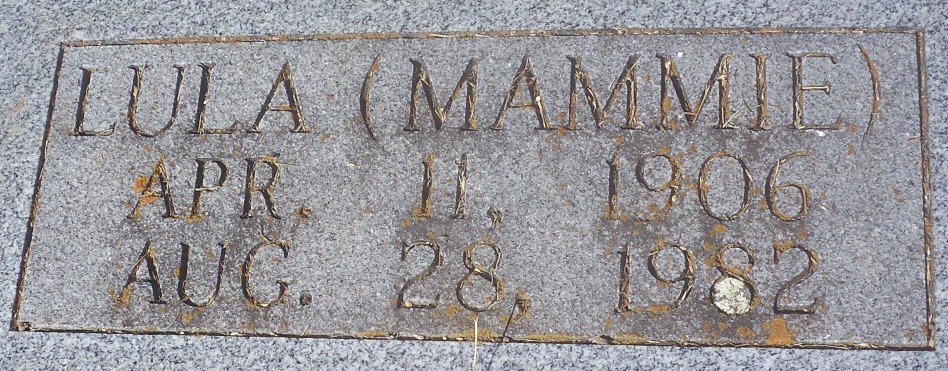 LULA (MAMMIE)
APR. 11, 1906
AUG. 28, 1982